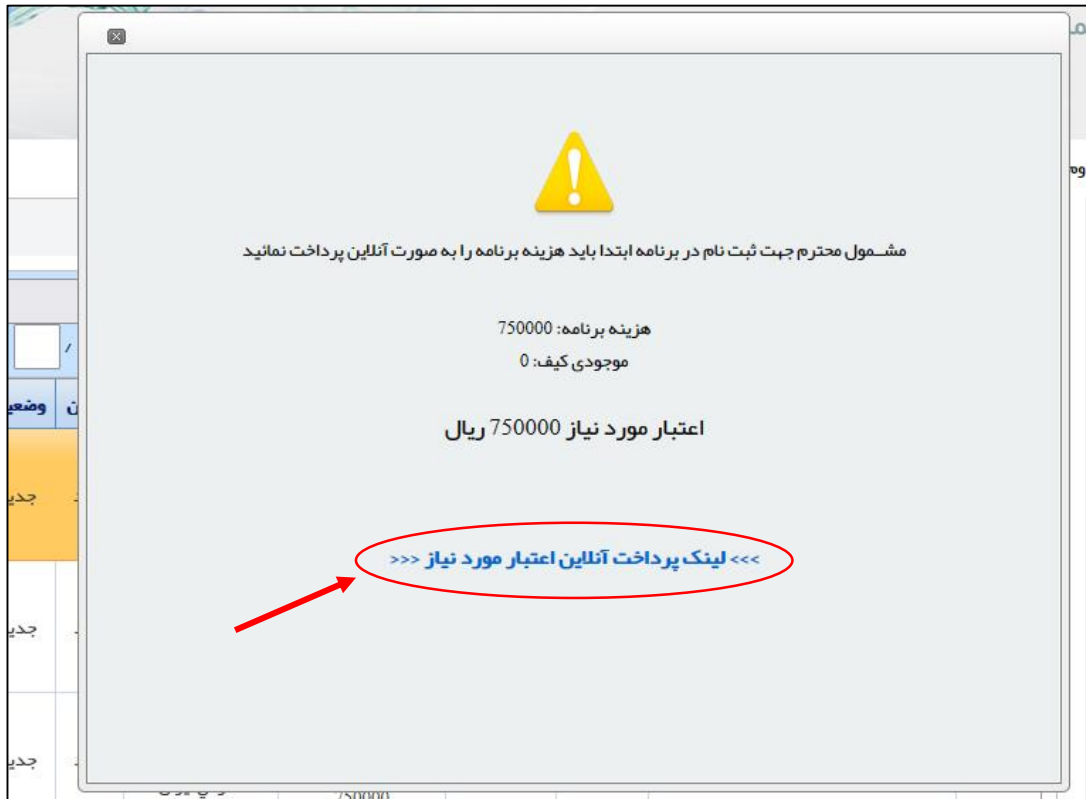 مشـمول محترم جهت ثبت نام در برنامه ابتدا باید هزینه برنامه را به صورت آنلاین پرداخت نمائید
هزینه برنامه: 750000
موجودی کیف: 0
اعتبار مورد نیاز 750000 ریال
>>> لینک پرداخت آنلاین اعتبار مورد نیاز <<<
/
750000